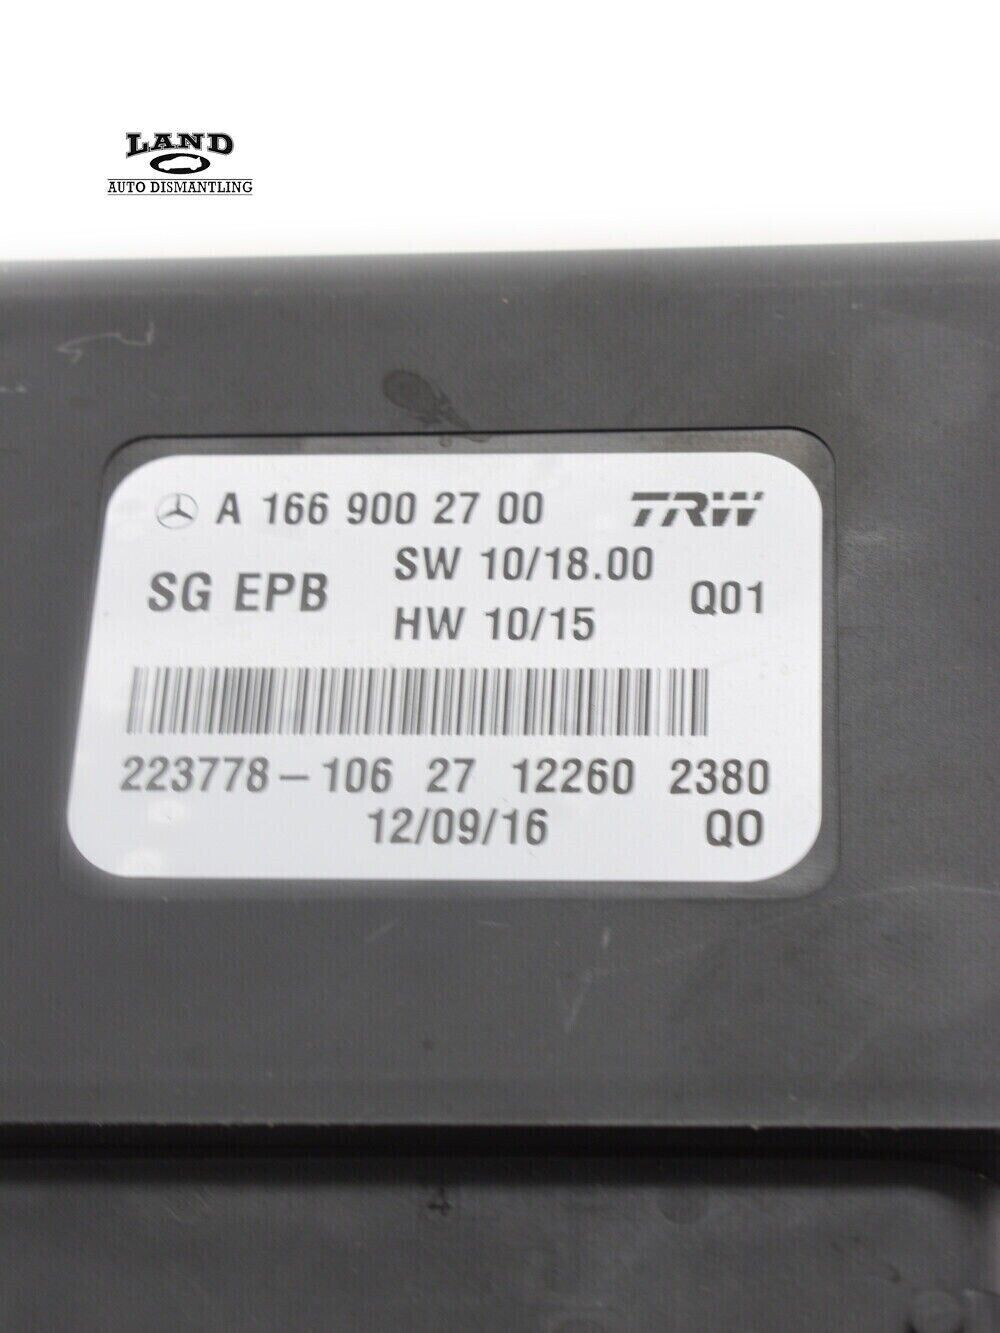 LAND
AUTO DISMANTLING
A 166 900 27 00 TRW
SW 10/18.00
SG EPB Q01
HW 10/15
223778-106 27 12260 2380
12/09/16 Q0